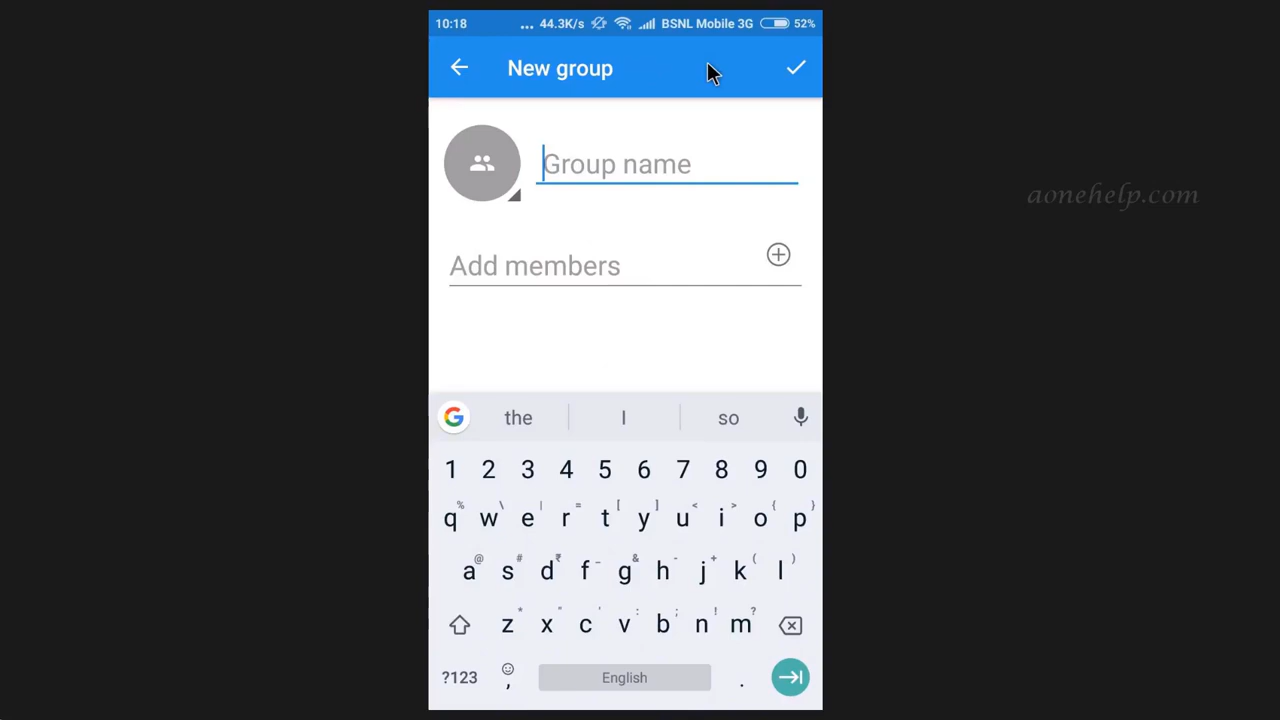 10:18 ... 44.3K/s BSNL Mobile 3G 52%
New group
aonehelp.com
Group name
Add members
G the I so
1 2 3 4 5 6 7 8 9 0
% \ | = [ ] < > { }
q w e r t y u i o p
@ # ₹ _ & - + ( )
a s d f g h j k l
* " ' : ; ! ?
z x c v b n m
?123 , English .